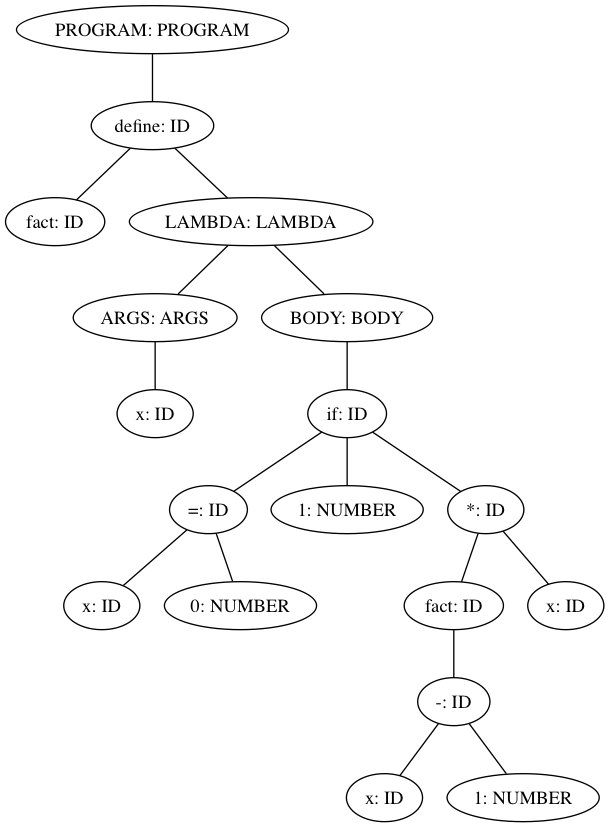 PROGRAM: PROGRAM
define: ID
fact: ID
LAMBDA: LAMBDA
ARGS: ARGS
BODY: BODY
x: ID
if: ID
=: ID
1: NUMBER
*: ID
x: ID
0: NUMBER
fact: ID
x: ID
-: ID
x: ID
1: NUMBER